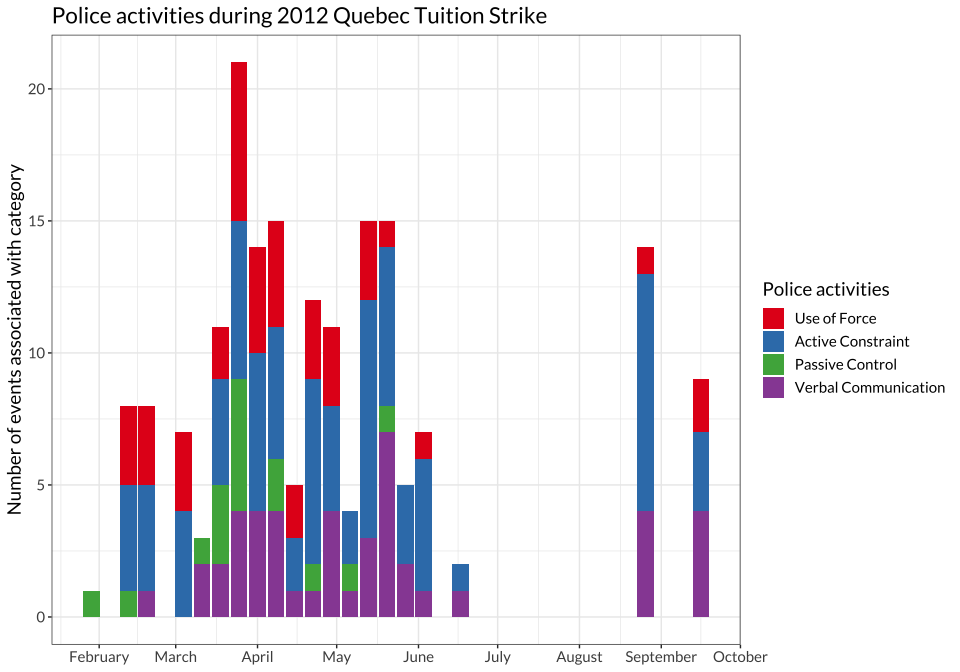 Police activities during 2012 Quebec Tuition Strike
Number of events associated with category
20
15
10
5
0
February March April May June July August September October
Police activities
Use of Force
Active Constraint
Passive Control
Verbal Communication